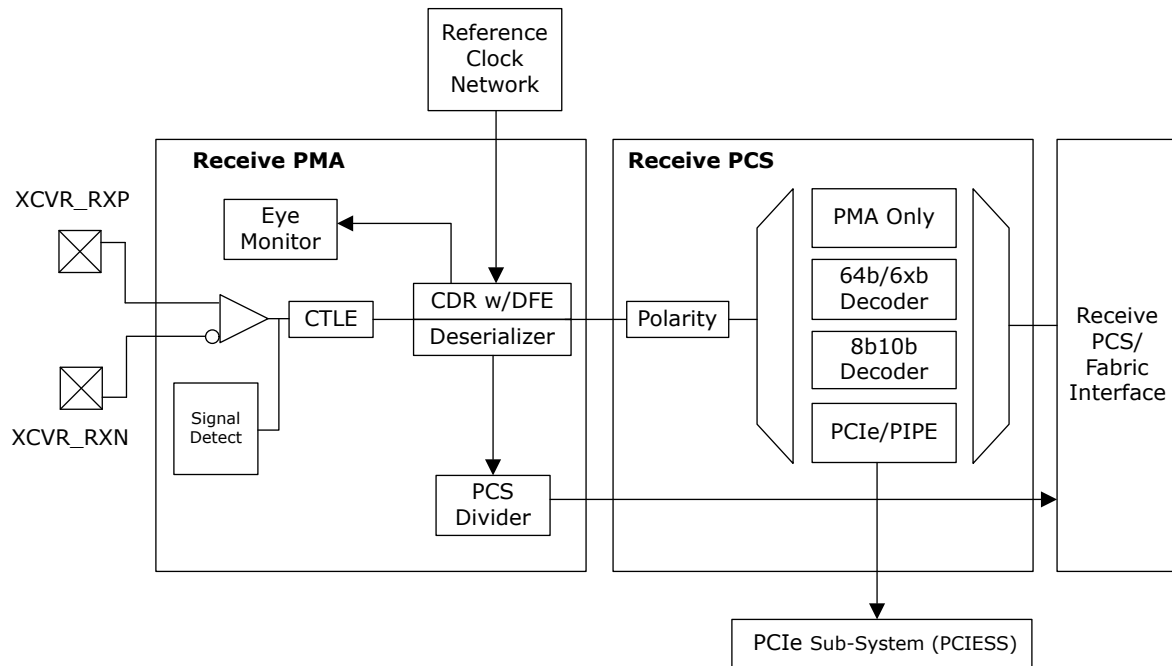 Reference
Clock
Network
Receive PMA
Receive PCS
XCVR_RXP
Eye
Monitor
PMA Only
CDR w/DFE
Deserializer
CTLE
Polarity
64b/6xb
Decoder
8b10b
Decoder
PCIe/PIPE
Receive
PCS/
Fabric
Interface
XCVR_RXN
Signal
Detect
PCS
Divider
PCIe Sub-System (PCIESS)